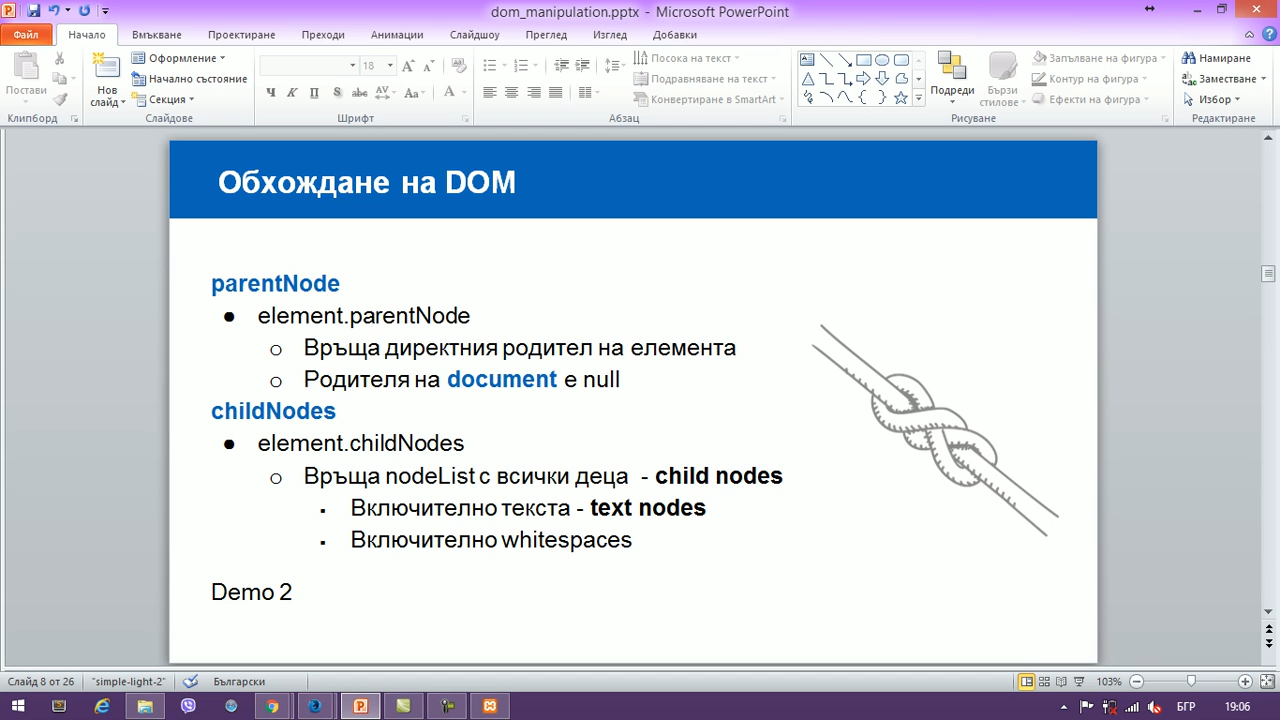 dom_manipulation.pptx - Microsoft PowerPoint
Файл Начало Вмъкване Проектиране Преходи Анимации Слайдшоу Преглед Изглед Добавки
Постави
Клипборд
Нов слайд
Оформление
Начално състояние
Секция
Слайдове
18
Шрифт
Посока на текст
Подравняване на текст
Конвертиране в SmartArt
Абзац
Подреди
Бързи стилове
Запълване на фигура
Контур на фигура
Ефекти на фигура
Рисуване
Намиране
Заместване
Избор
Редактиране
Обхождане на DOM
parentNode
● element.parentNode
o Връща директния родител на елемента
o Родителя на document е null
childNodes
● element.childNodes
o Връща nodeList с всички деца - child nodes
▪ Включително текста - text nodes
▪ Включително whitespaces
Demo 2
Слайд 8 от 26 "simple-light-2" Български 103%
БГР 19:06